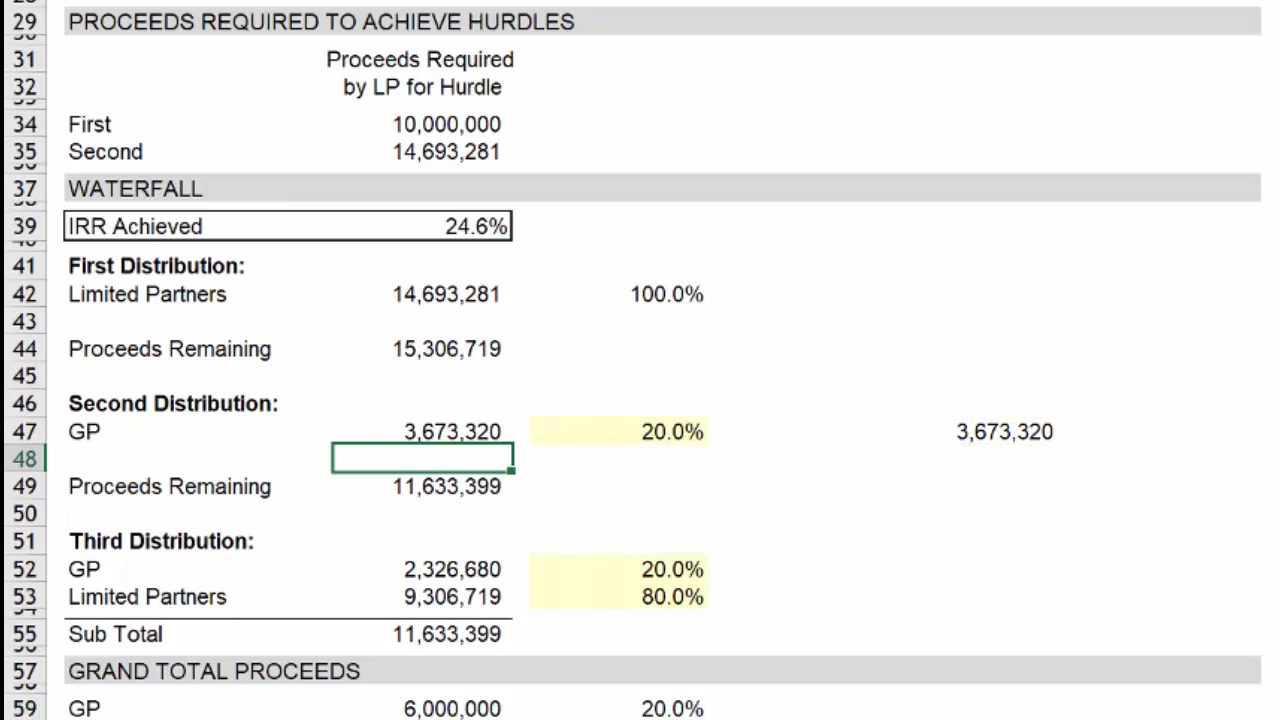 29 PROCEEDS REQUIRED TO ACHIEVE HURDLES
31 Proceeds Required
32 by LP for Hurdle
34 First 10,000,000
35 Second 14,693,281
37 WATERFALL
39 IRR Achieved 24.6%
41 First Distribution:
42 Limited Partners 14,693,281 100.0%
43
44 Proceeds Remaining 15,306,719
45
46 Second Distribution:
47 GP 3,673,320 20.0% 3,673,320
48
49 Proceeds Remaining 11,633,399
50
51 Third Distribution:
52 GP 2,326,680 20.0%
53 Limited Partners 9,306,719 80.0%
55 Sub Total 11,633,399
57 GRAND TOTAL PROCEEDS
59 GP 6,000,000 20.0%